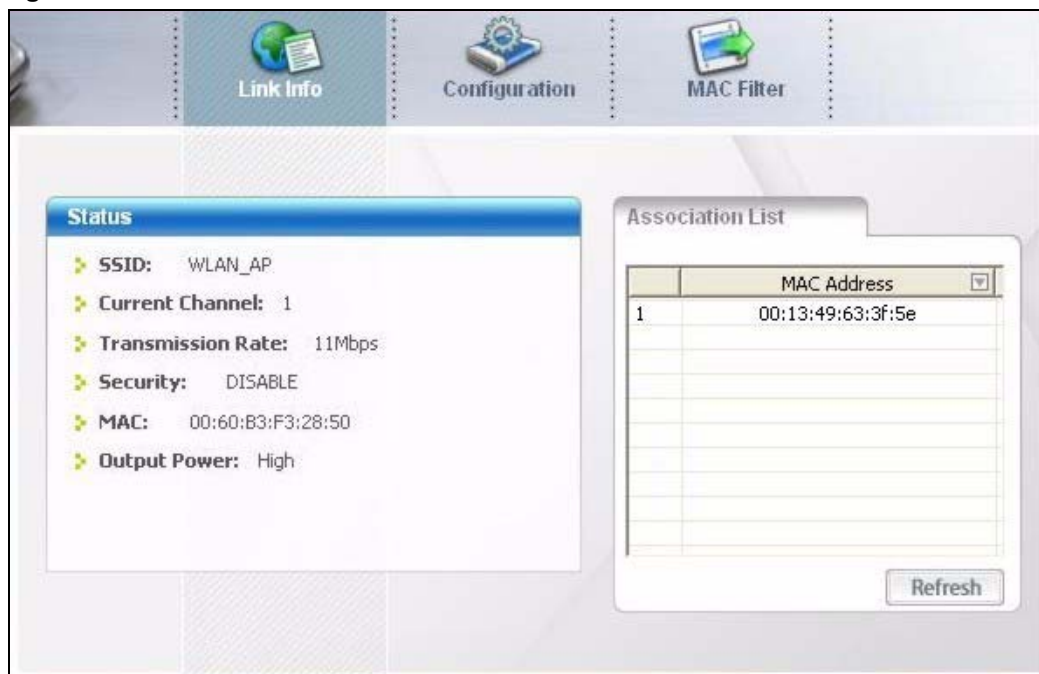 Link Info
Configuration
MAC Filter
Status
SSID: WLAN_AP
Current Channel: 1
Transmission Rate: 11Mbps
Security: DISABLE
MAC: 00:60:B3:F3:28:50
Output Power: High
Association List
MAC Address
1 00:13:49:63:3f:5e
Refresh